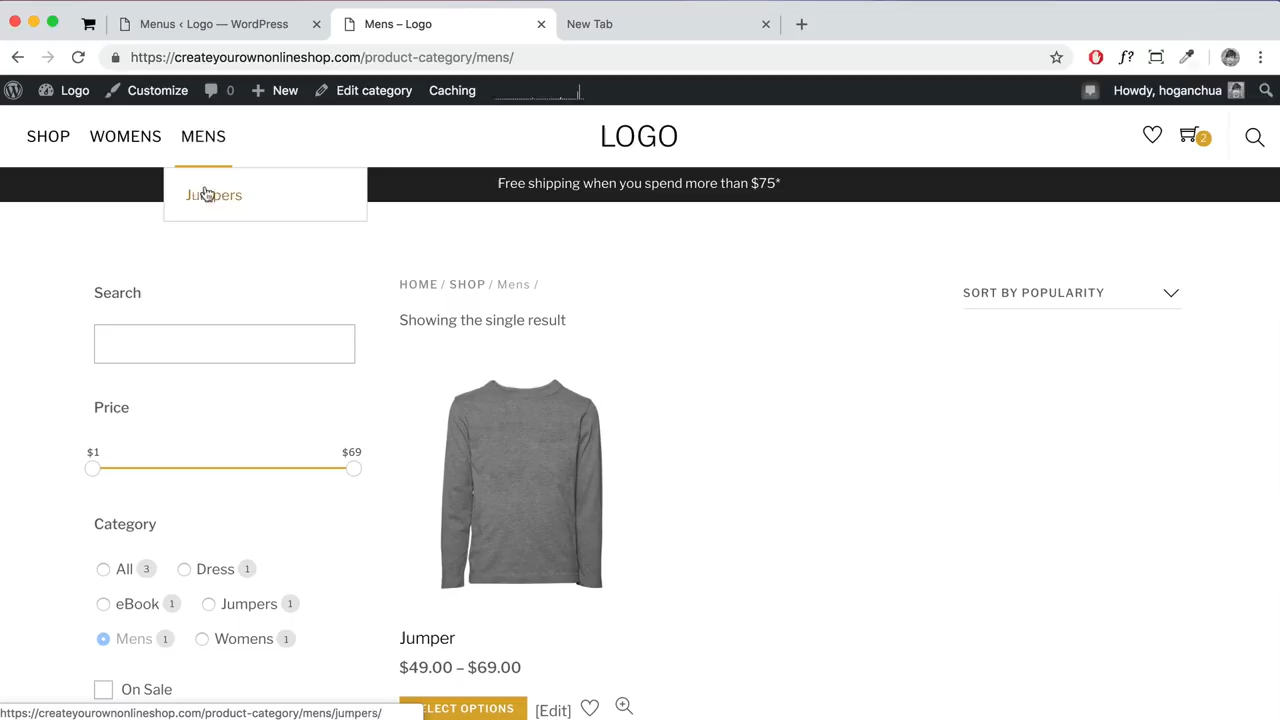 Menus ‹ Logo — WordPress
Mens – Logo
New Tab
https://createyourownonlineshop.com/product-category/mens/
f?
Logo
Customize
0
New
Edit category
Caching
Howdy, hoganchua
SHOP
WOMENS
MENS
LOGO
2
Jumpers
Free shipping when you spend more than $75*
Search
HOME / SHOP / Mens /
SORT BY POPULARITY
Showing the single result
Price
$1
$69
Category
All 3
Dress 1
eBook 1
Jumpers 1
Mens 1
Womens 1
On Sale
Jumper
$49.00 – $69.00
SELECT OPTIONS
[Edit]
https://createyourownonlineshop.com/product-category/mens/jumpers/